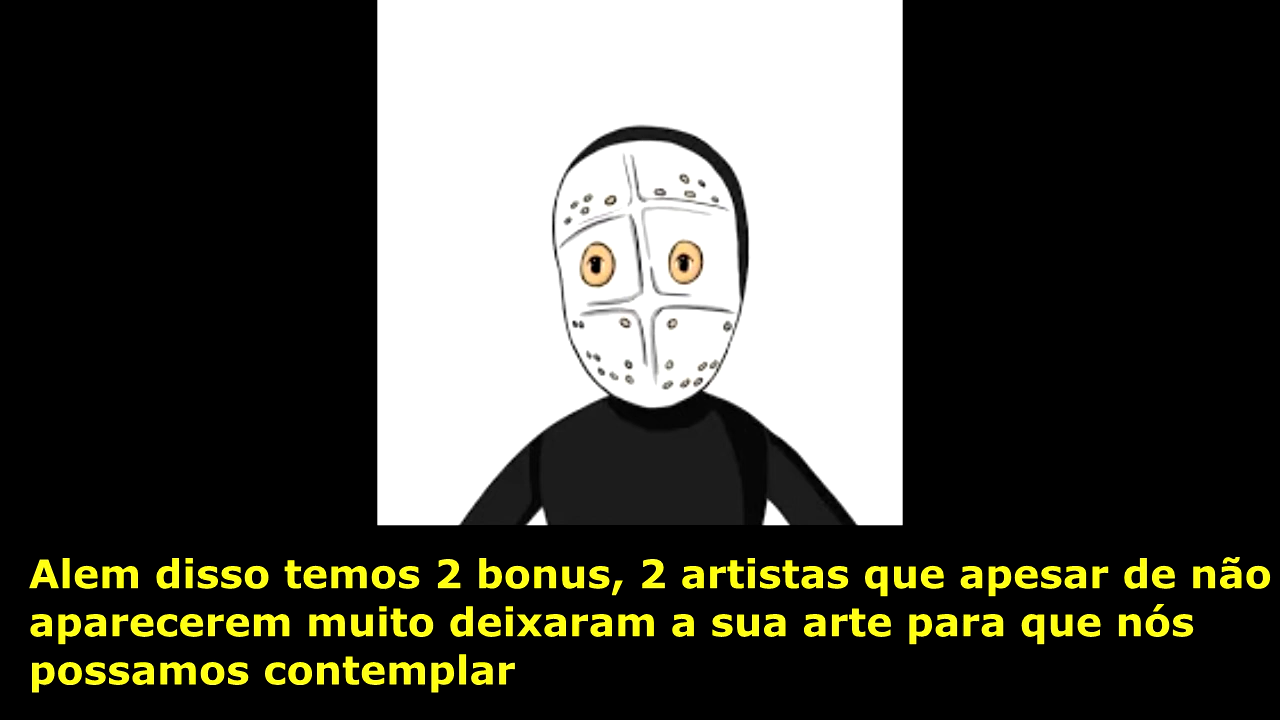 Alem disso temos 2 bonus, 2 artistas que apesar de não
aparecerem muito deixaram a sua arte para que nós
possamos contemplar